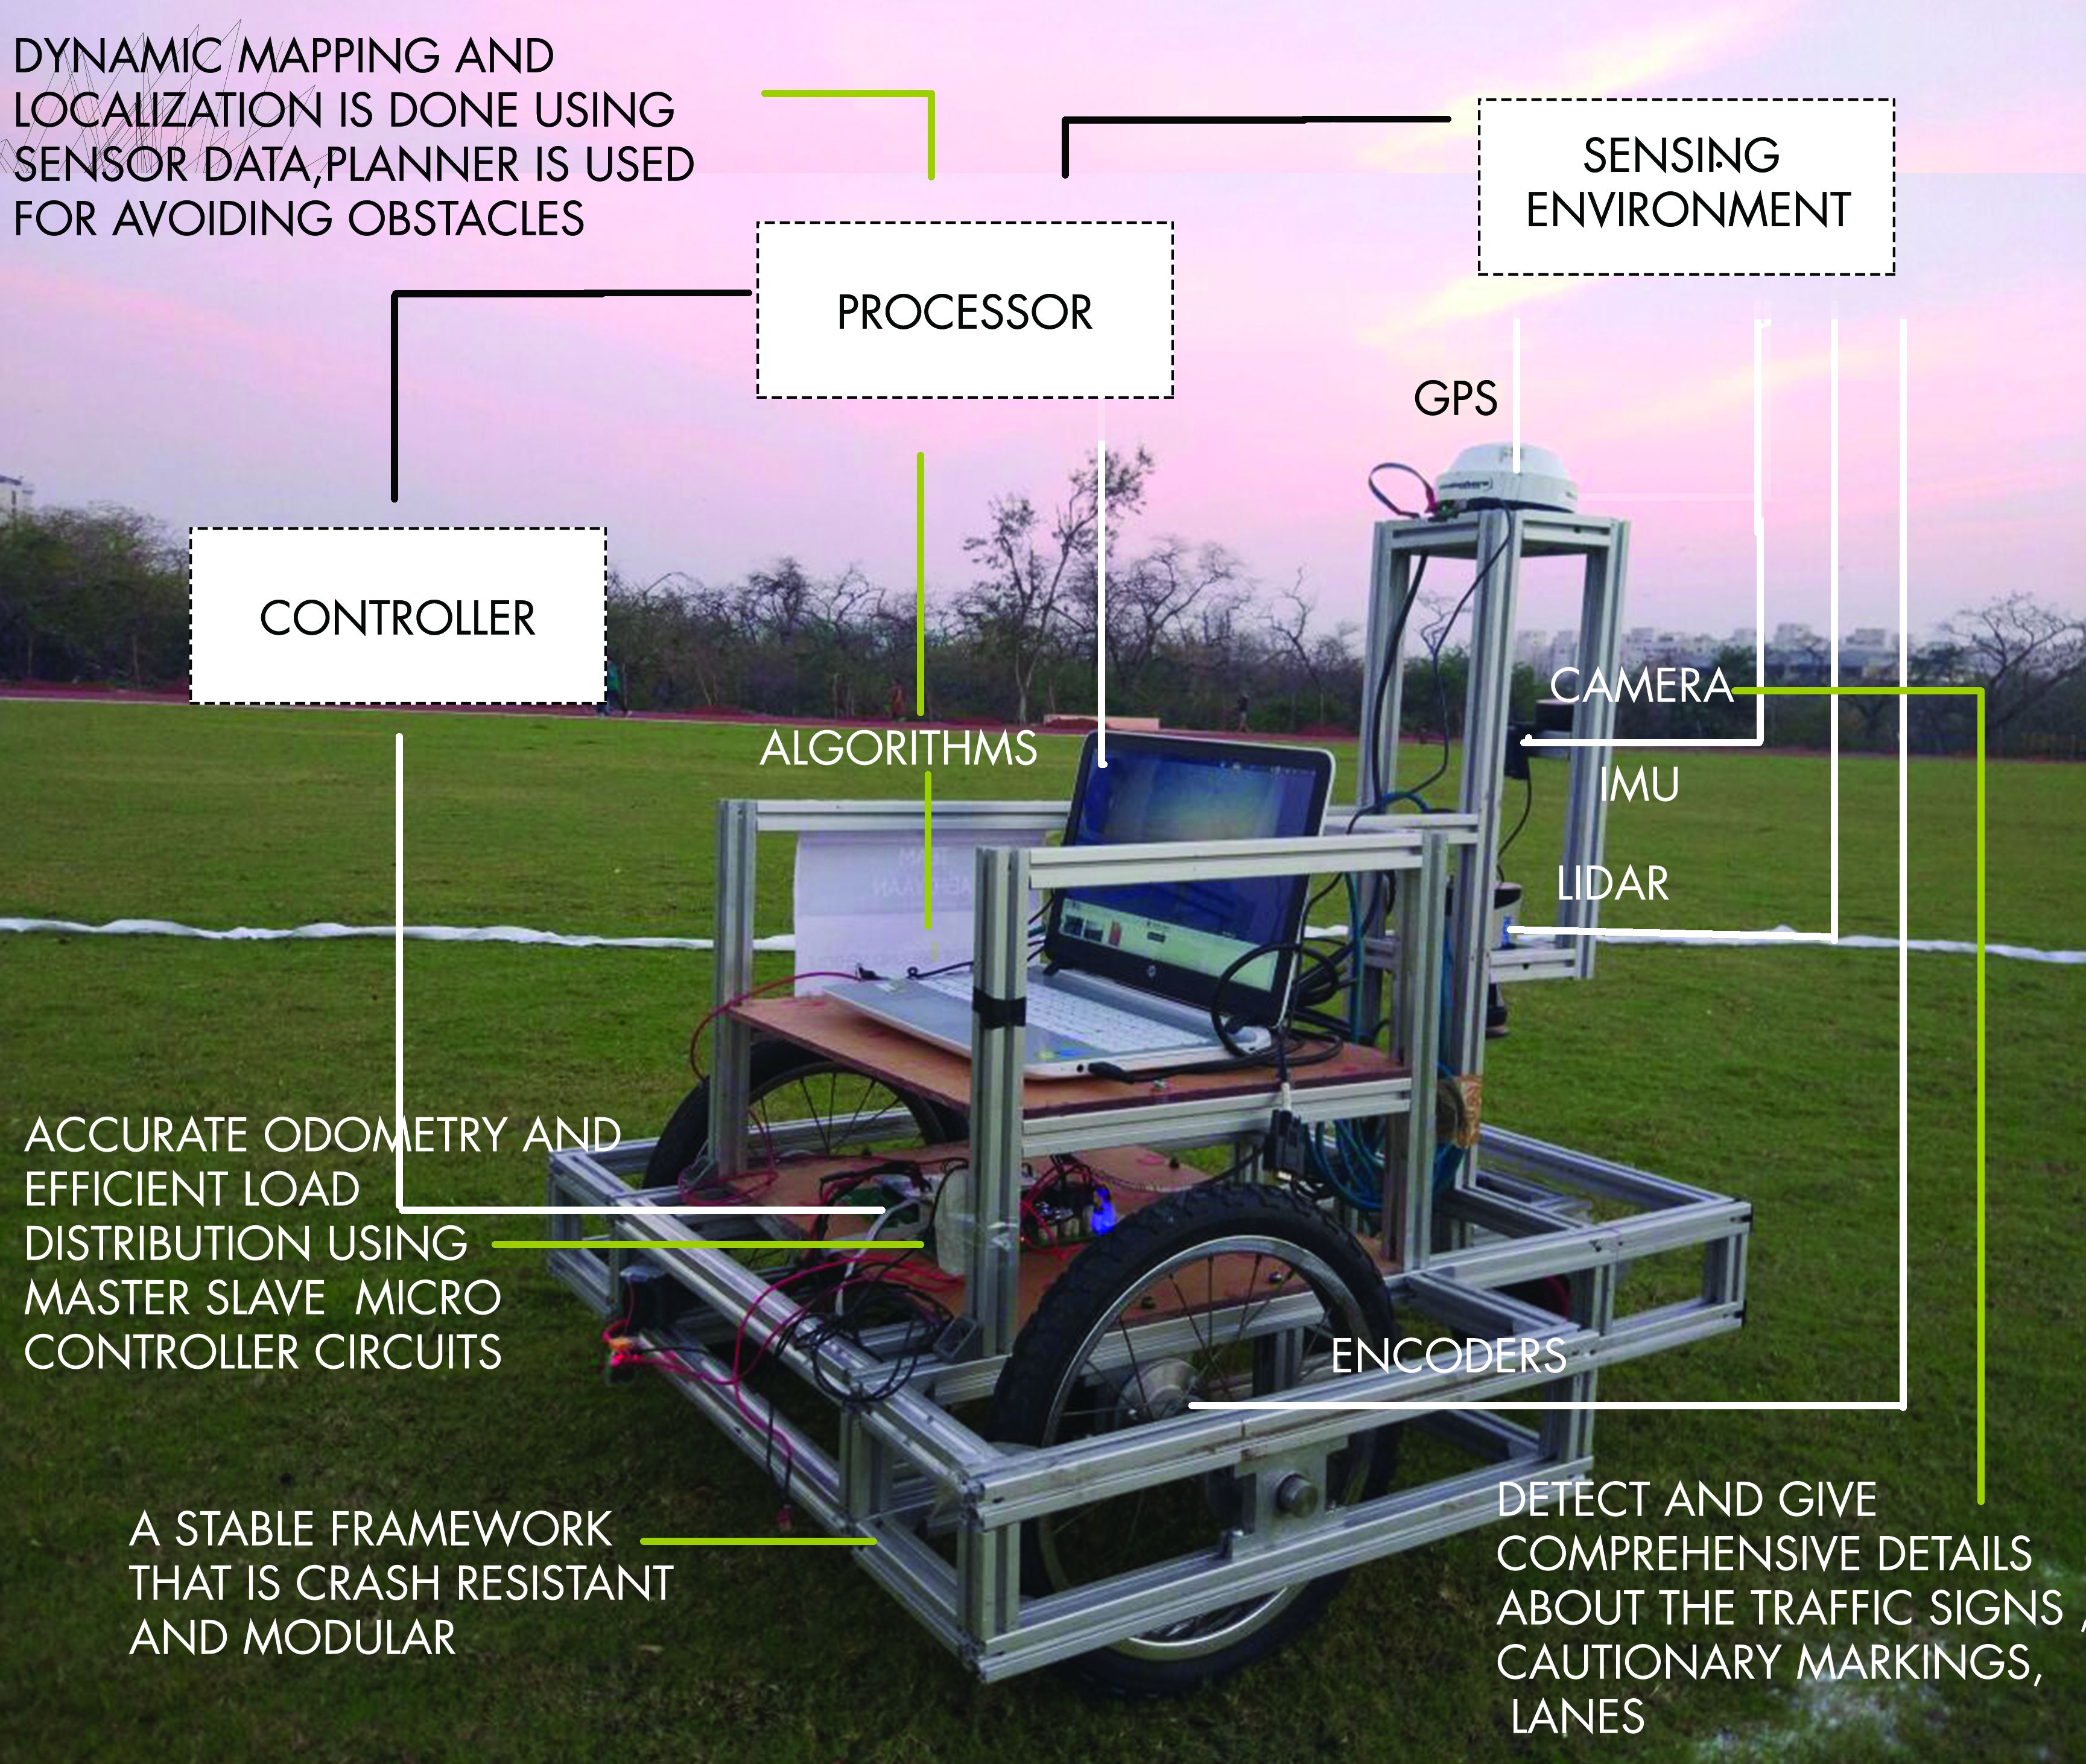 DYNAMIC MAPPING AND
LOCALIZATION IS DONE USING
SENSOR DATA,PLANNER IS USED
FOR AVOIDING OBSTACLES
SENSING
ENVIRONMENT
PROCESSOR
GPS
CONTROLLER
CAMERA
ALGORITHMS
IMU
LIDAR
ACCURATE ODOMETRY AND
EFFICIENT LOAD
DISTRIBUTION USING
MASTER SLAVE MICRO
CONTROLLER CIRCUITS
ENCODERS
A STABLE FRAMEWORK
THAT IS CRASH RESISTANT
AND MODULAR
DETECT AND GIVE
COMPREHENSIVE DETAILS
ABOUT THE TRAFFIC SIGNS ,
CAUTIONARY MARKINGS,
LANES